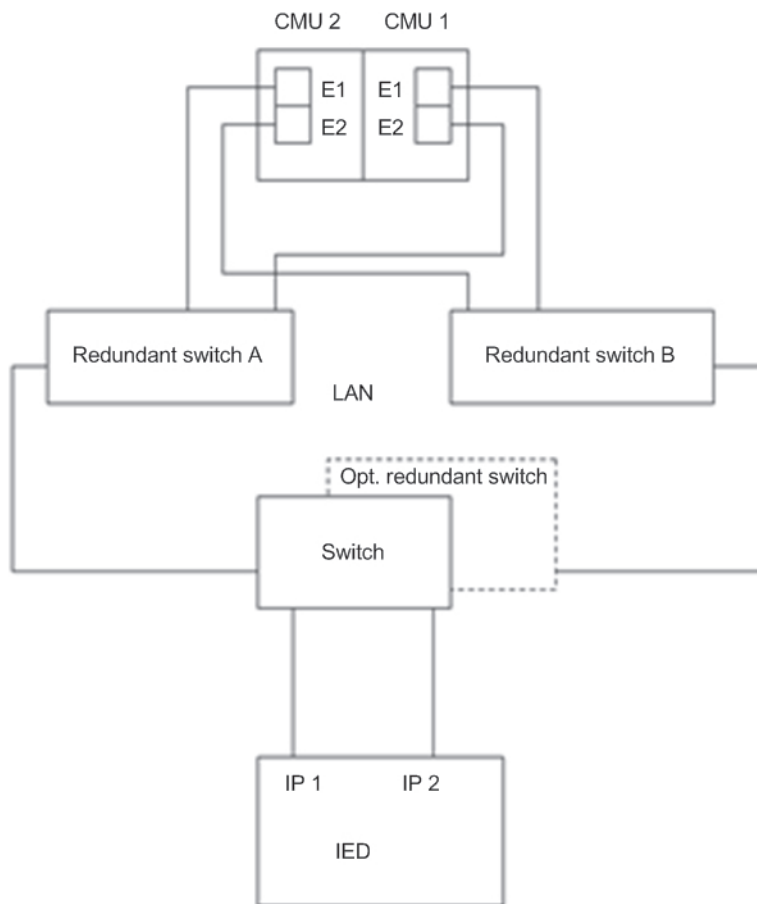 CMU 2 CMU 1
E1 E1
E2 E2
Redundant switch A Redundant switch B
LAN
Opt. redundant switch
Switch
IP 1 IP 2
IED